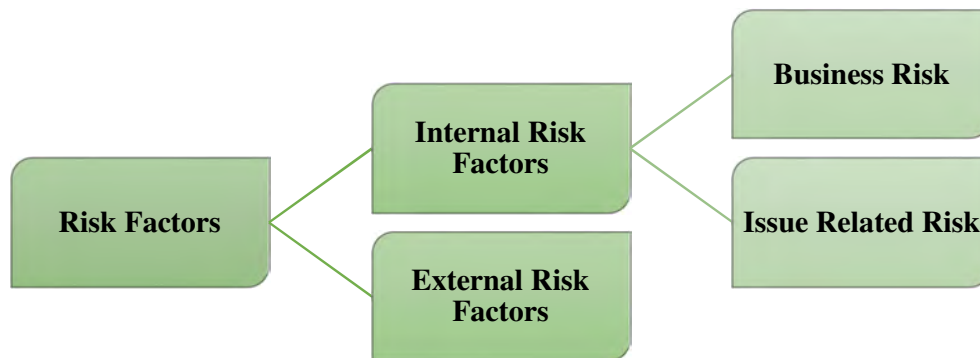 Risk Factors
Internal Risk
Factors
External Risk
Factors
Business Risk
Issue Related Risk